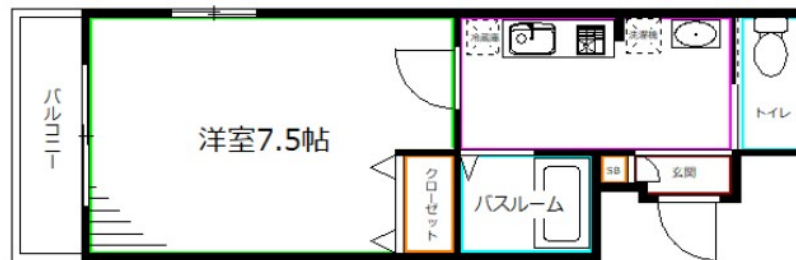 冷蔵庫
洗濯機
トイレ
バルコニー
洋室7.5帖
クローゼット
バスルーム
SB
玄関